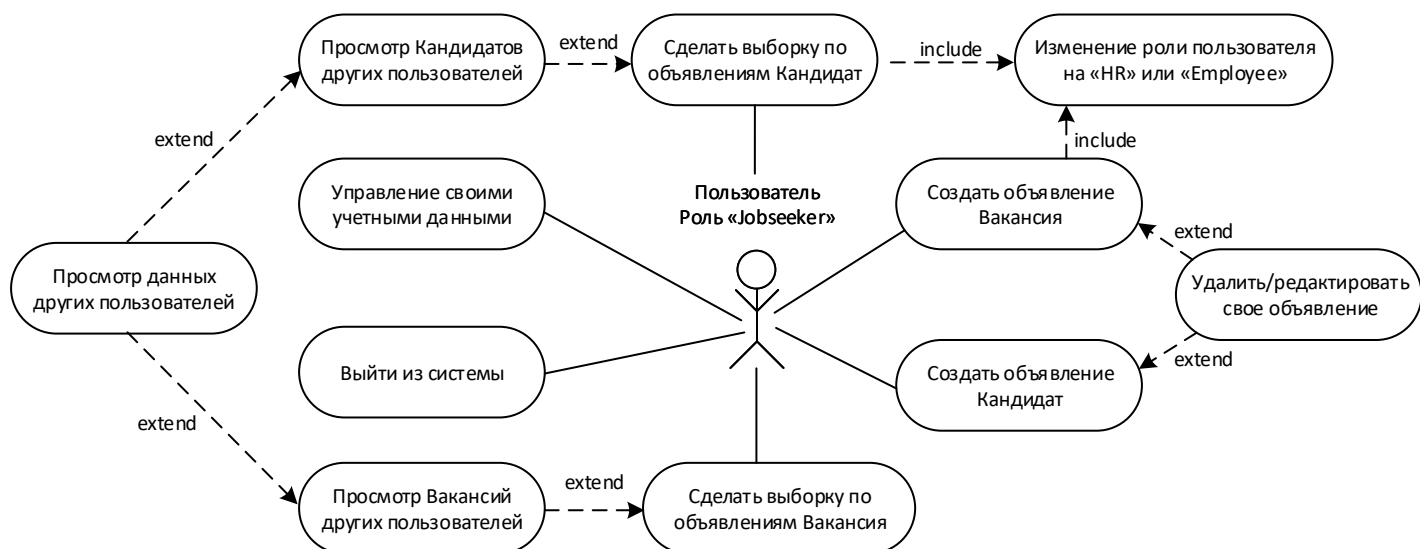 Просмотр Кандидатов
других пользователей
extend
Сделать выборку по
объявлениям Кандидат
include
Изменение роли пользователя
на «HR» или «Employee»
extend
include
Управление своими
учетными данными
Пользователь
Роль «Jobseeker»
Создать объявление
Вакансия
extend
Просмотр данных
других пользователей
Удалить/редактировать
свое объявление
Выйти из системы
Создать объявление
Кандидат
extend
extend
Просмотр Вакансий
других пользователей
extend
Сделать выборку по
объявлениям Вакансия